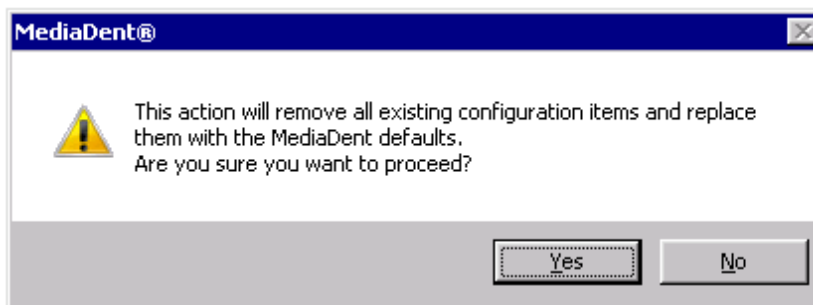 MediaDent®
This action will remove all existing configuration items and replace
them with the MediaDent defaults.
Are you sure you want to proceed?
Yes
No